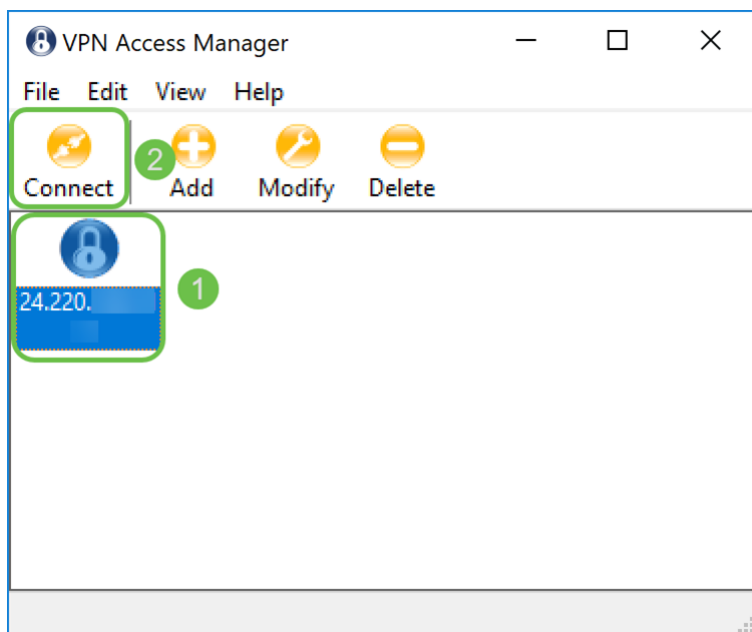 VPN Access Manager
File Edit View Help
2
Connect Add Modify Delete
1
24.220.